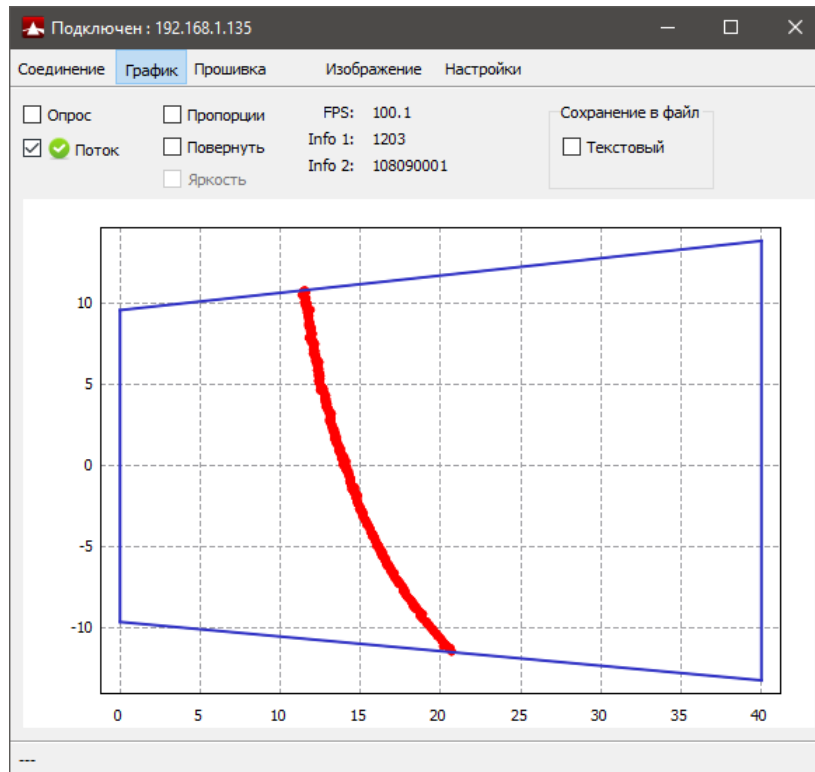 Подключен : 192.168.1.135
Соединение График Прошивка Изображение Настройки
Опрос Пропорции FPS: 100.1 Сохранение в файл
Поток Повернуть Info 1: 1203 Текстовый
Яркость Info 2: 108090001
10
5
0
-5
-10
0 5 10 15 20 25 30 35 40
---